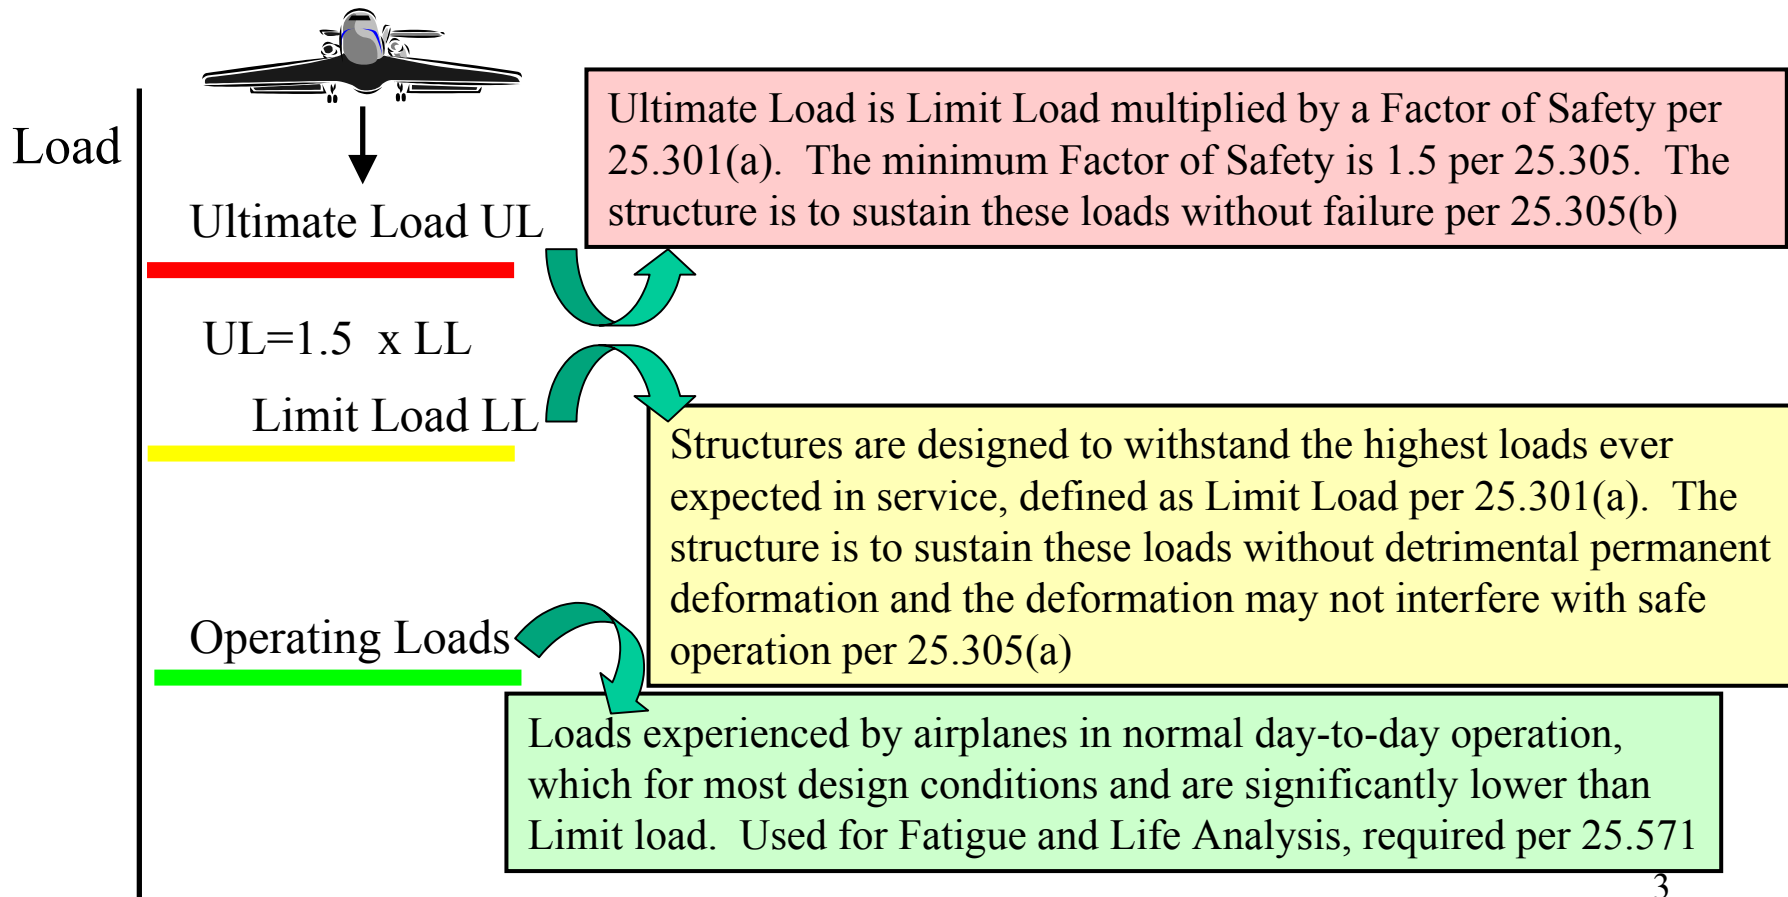 Load
Ultimate Load UL
UL=1.5 x LL
Limit Load LL
Operating Loads
Ultimate Load is Limit Load multiplied by a Factor of Safety per
25.301(a). The minimum Factor of Safety is 1.5 per 25.305. The
structure is to sustain these loads without failure per 25.305(b)
Structures are designed to withstand the highest loads ever
expected in service, defined as Limit Load per 25.301(a). The
structure is to sustain these loads without detrimental permanent
deformation and the deformation may not interfere with safe
operation per 25.305(a)
Loads experienced by airplanes in normal day-to-day operation,
which for most design conditions and are significantly lower than
Limit load. Used for Fatigue and Life Analysis, required per 25.571
3